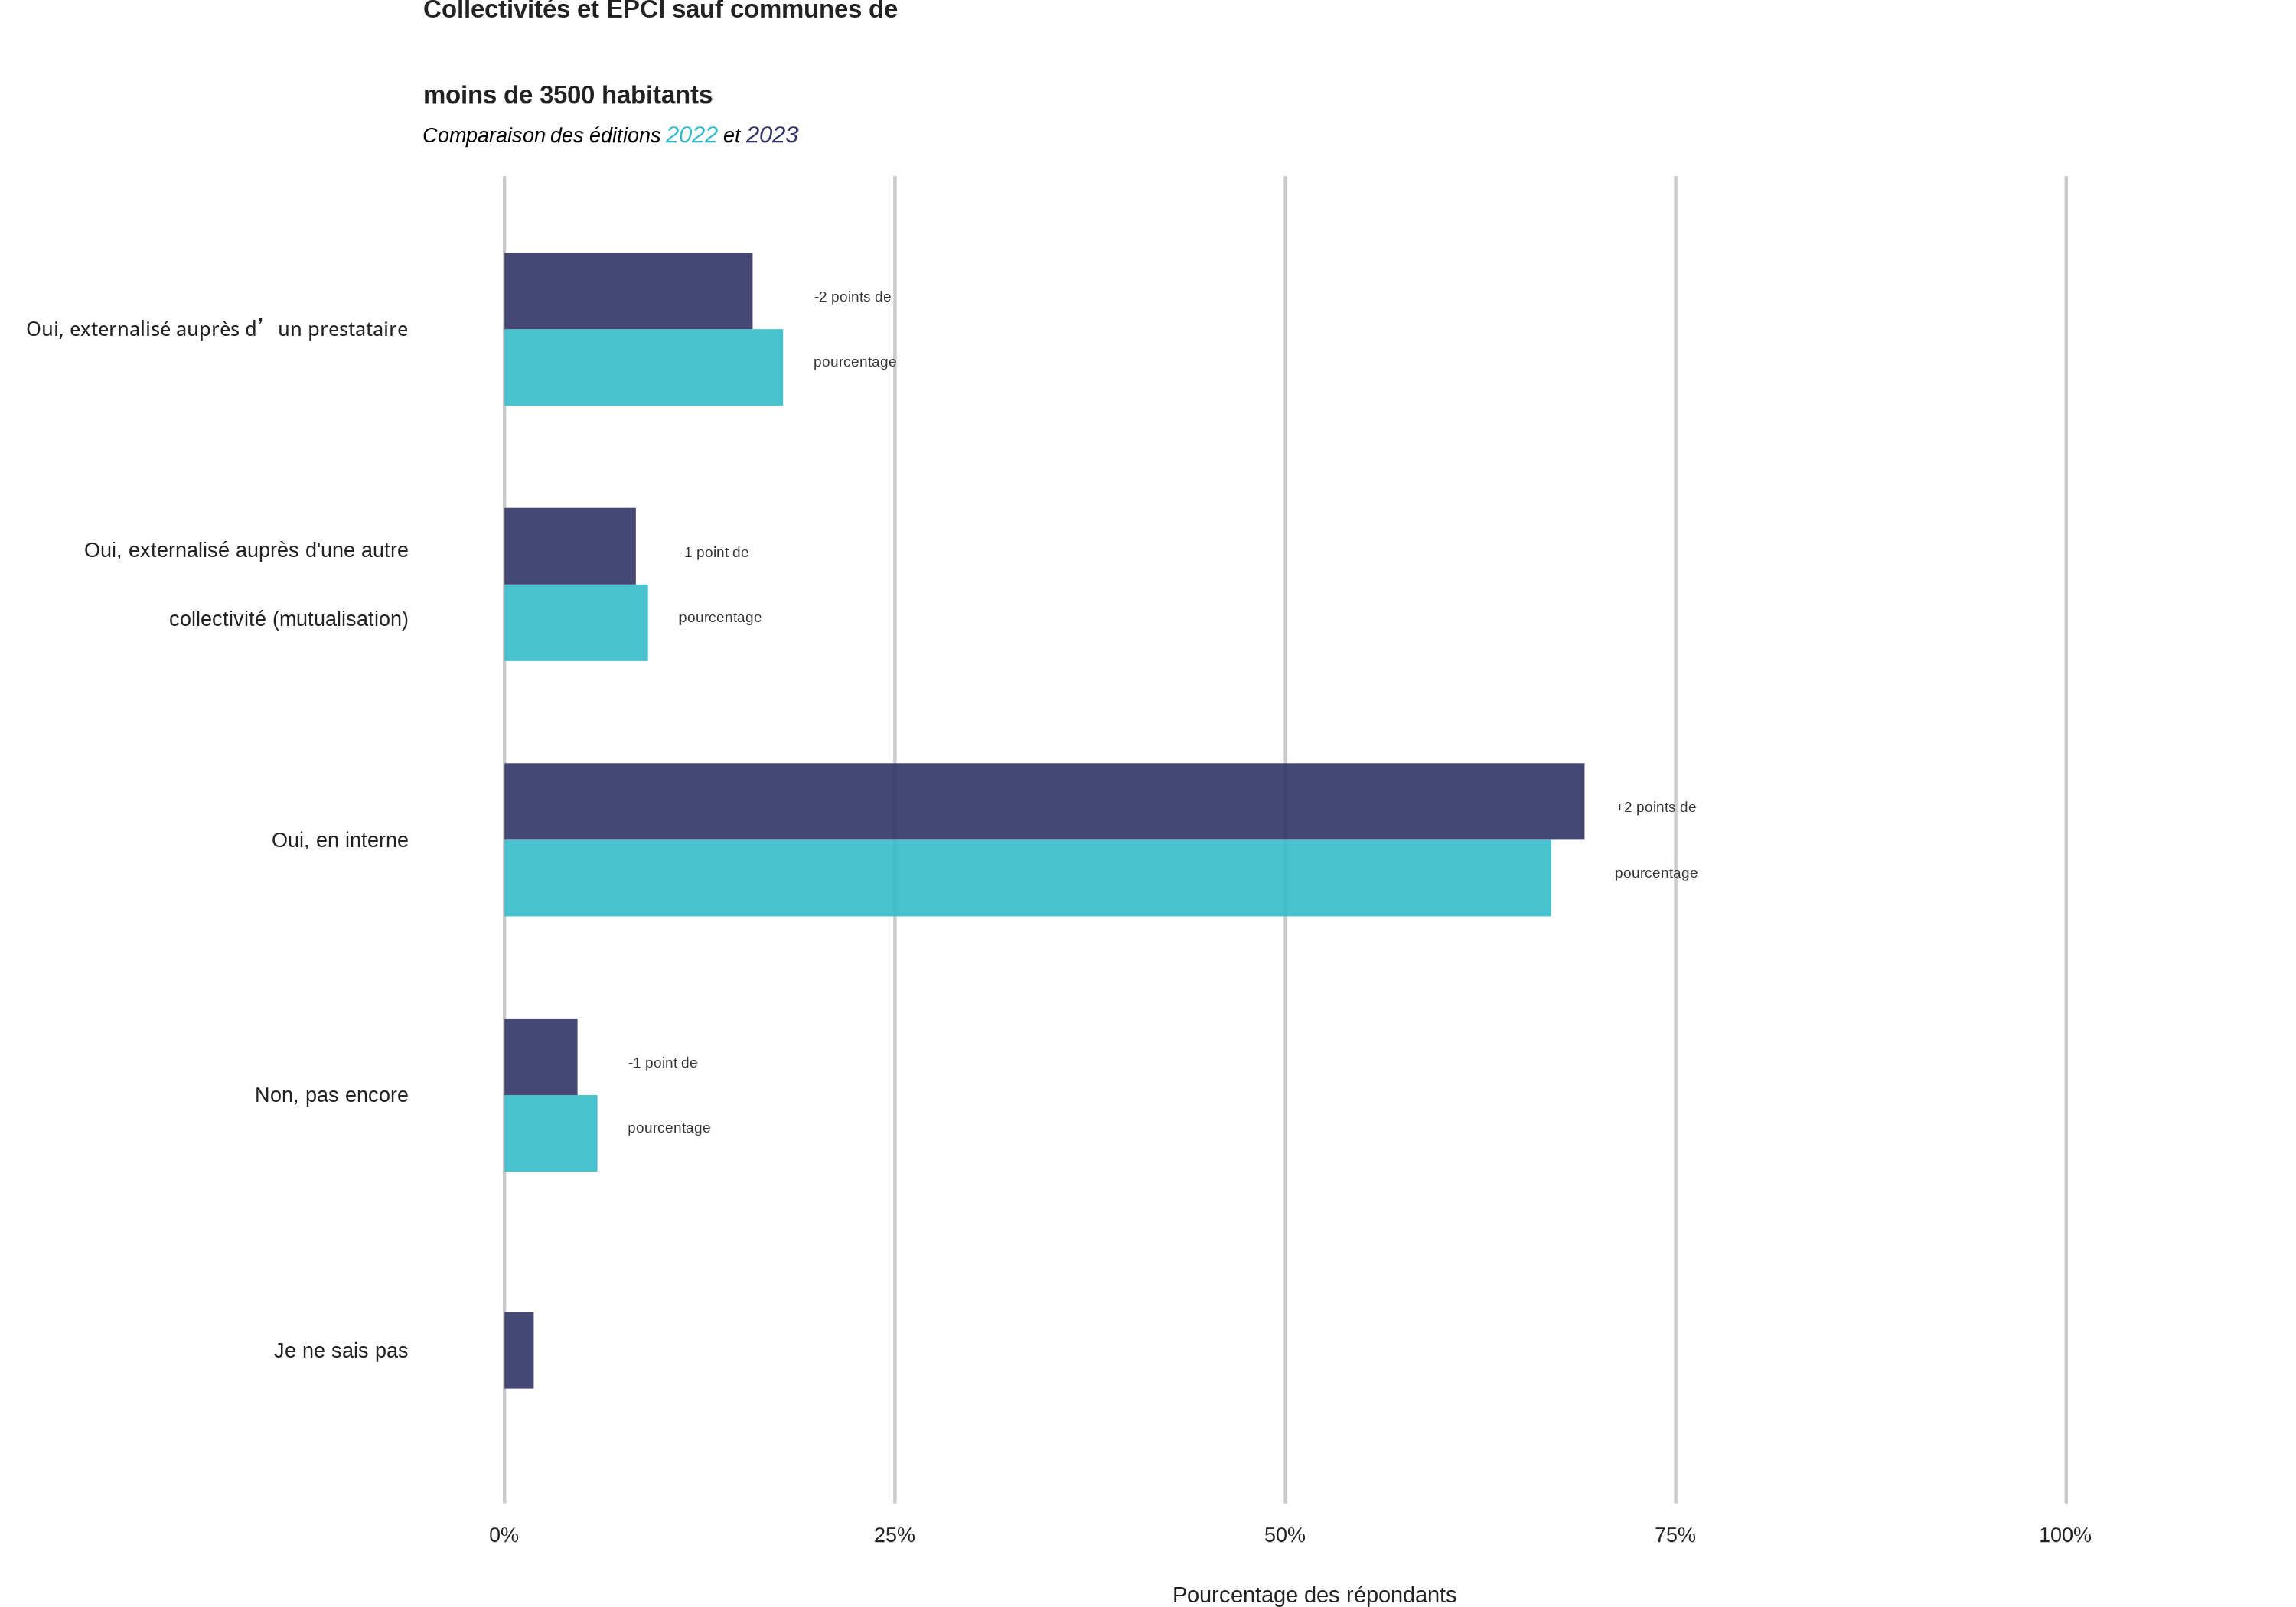 Collectivités et EPCI sauf communes de
moins de 3500 habitants
Comparaison des éditions 2022 et 2023
-2 points de
Oui, externalisé auprès d’un prestataire
pourcentage
Oui, externalisé auprès d'une autre
-1 point de
collectivité (mutualisation)
pourcentage
+2 points de
Oui, en interne
pourcentage
-1 point de
Non, pas encore
pourcentage
Je ne sais pas
0% 25% 50% 75% 100%
Pourcentage des répondants